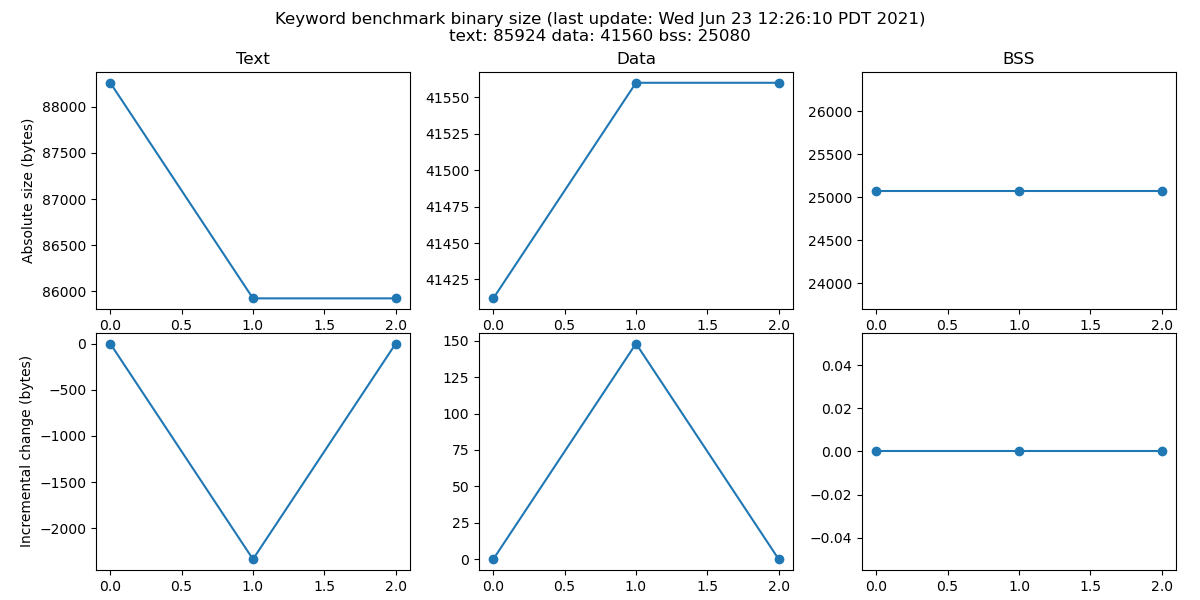 Keyword benchmark binary size (last update: Wed Jun 23 12:26:10 PDT 2021)
text: 85924 data: 41560 bss: 25080
Text
Data
BSS
Absolute size (bytes)
88000
87500
87000
86500
86000
0.0 0.5 1.0 1.5 2.0
41550
41525
41500
41475
41450
41425
0.0 0.5 1.0 1.5 2.0
26000
25500
25000
24500
24000
0.0 0.5 1.0 1.5 2.0
Incremental change (bytes)
0
−500
−1000
−1500
−2000
0.0 0.5 1.0 1.5 2.0
150
125
100
75
50
25
0
0.0 0.5 1.0 1.5 2.0
0.04
0.02
0.00
−0.02
−0.04
0.0 0.5 1.0 1.5 2.0